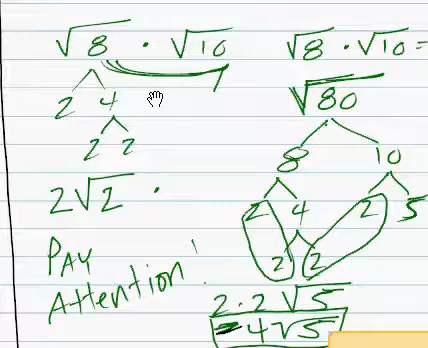 √8 · √10
2 4
2 2
2√2 ·
PAY
Attention!
√8 · √10 =
√80
8 10
2 4 2 5
2 2
2 · 2 √5
= 4√5